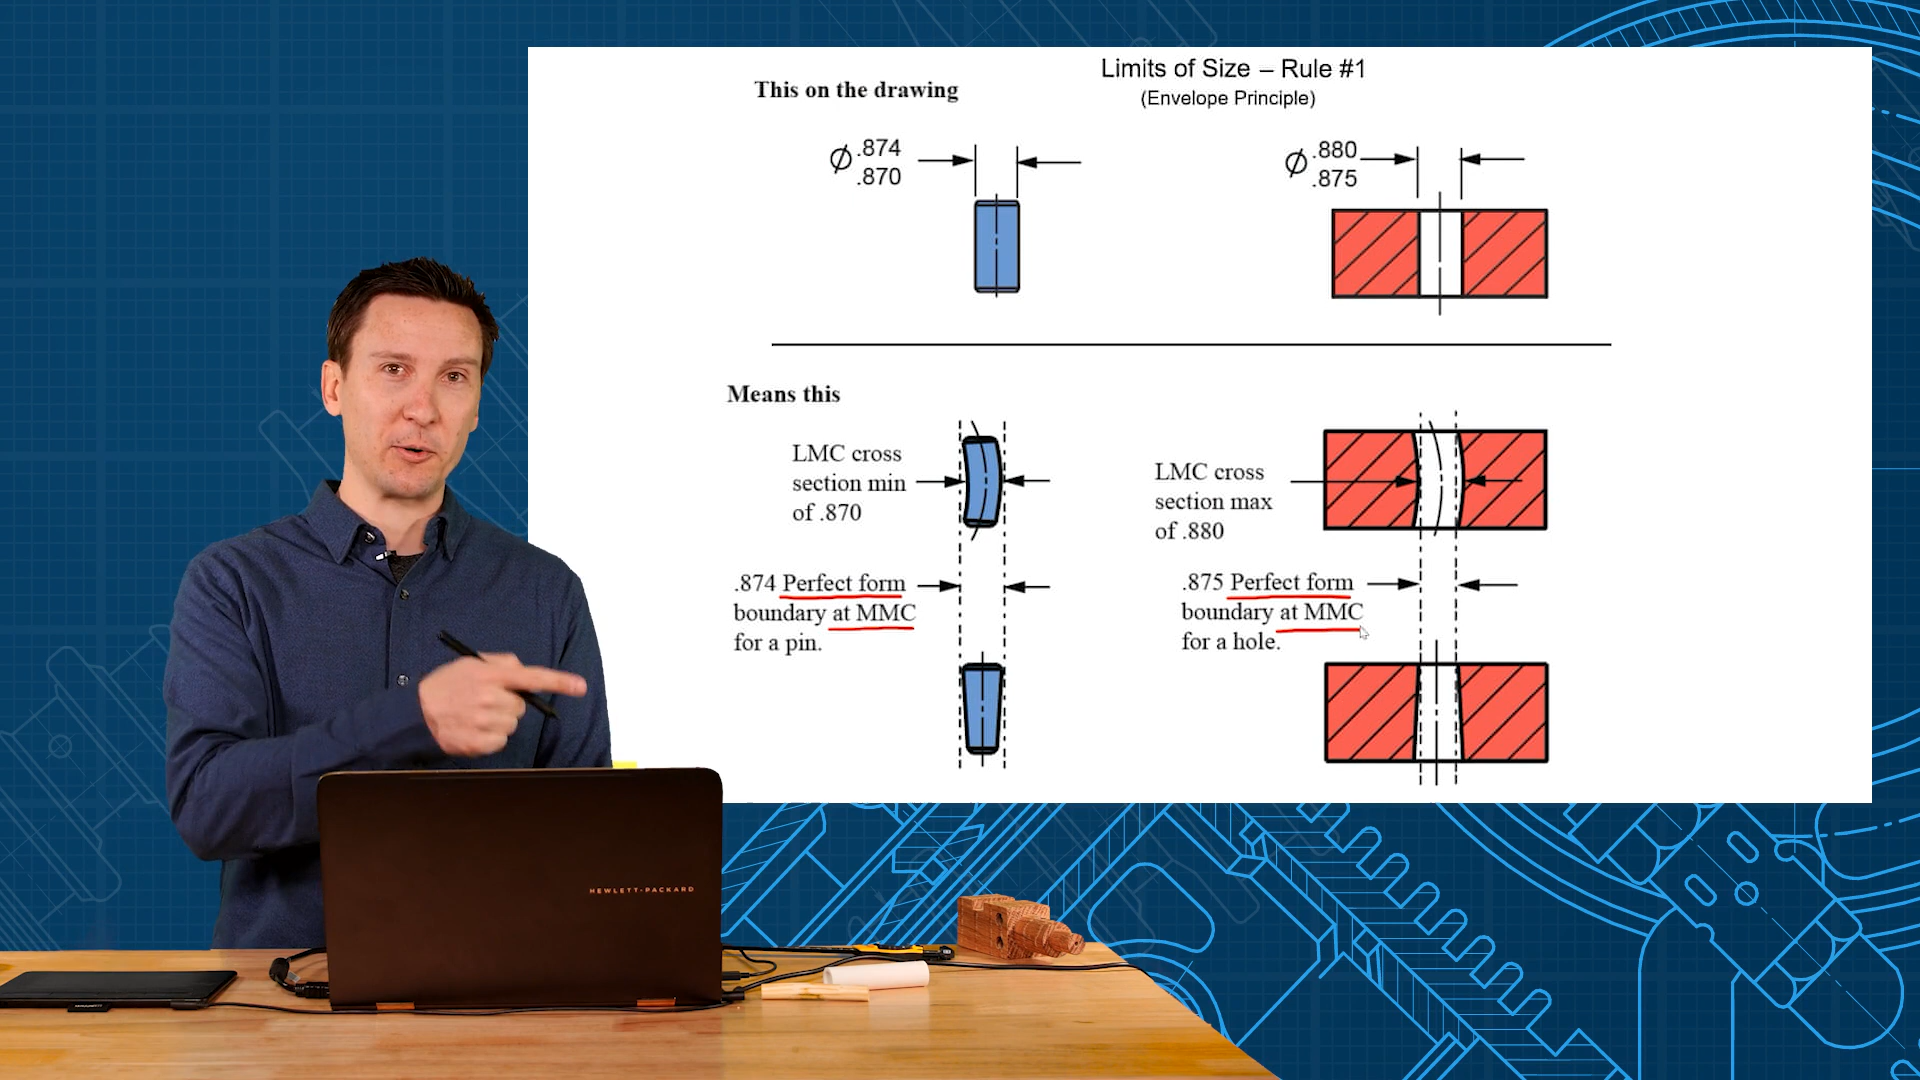 Limits of Size – Rule #1
(Envelope Principle)
This on the drawing
Ø .874
.870
Ø .880
.875
Means this
LMC cross
section min
of .870
LMC cross
section max
of .880
.874 Perfect form
boundary at MMC
for a pin.
.875 Perfect form
boundary at MMC
for a hole.
HEWLETT-PACKARD